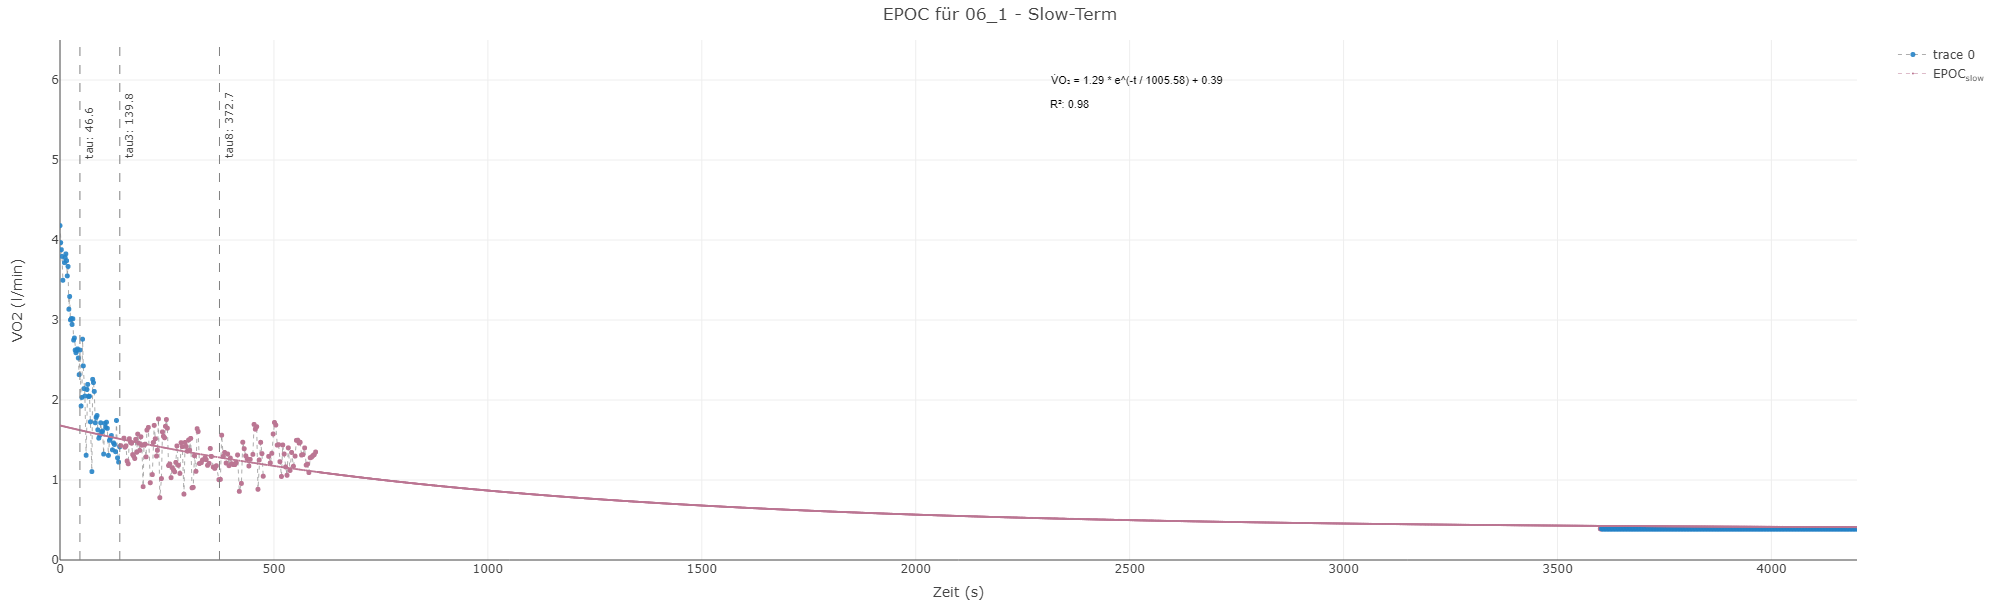 EPOC für 06_1 - Slow-Term
trace 0
EPOCslow
V̇O₂ = 1.29 * e^(-t / 1005.58) + 0.39
R²: 0.98
tau: 46.6
tau3: 139.8
tau8: 372.7
VO2 (l/min)
6
5
4
3
2
1
0
0 500 1000 1500 2000 2500 3000 3500 4000
Zeit (s)